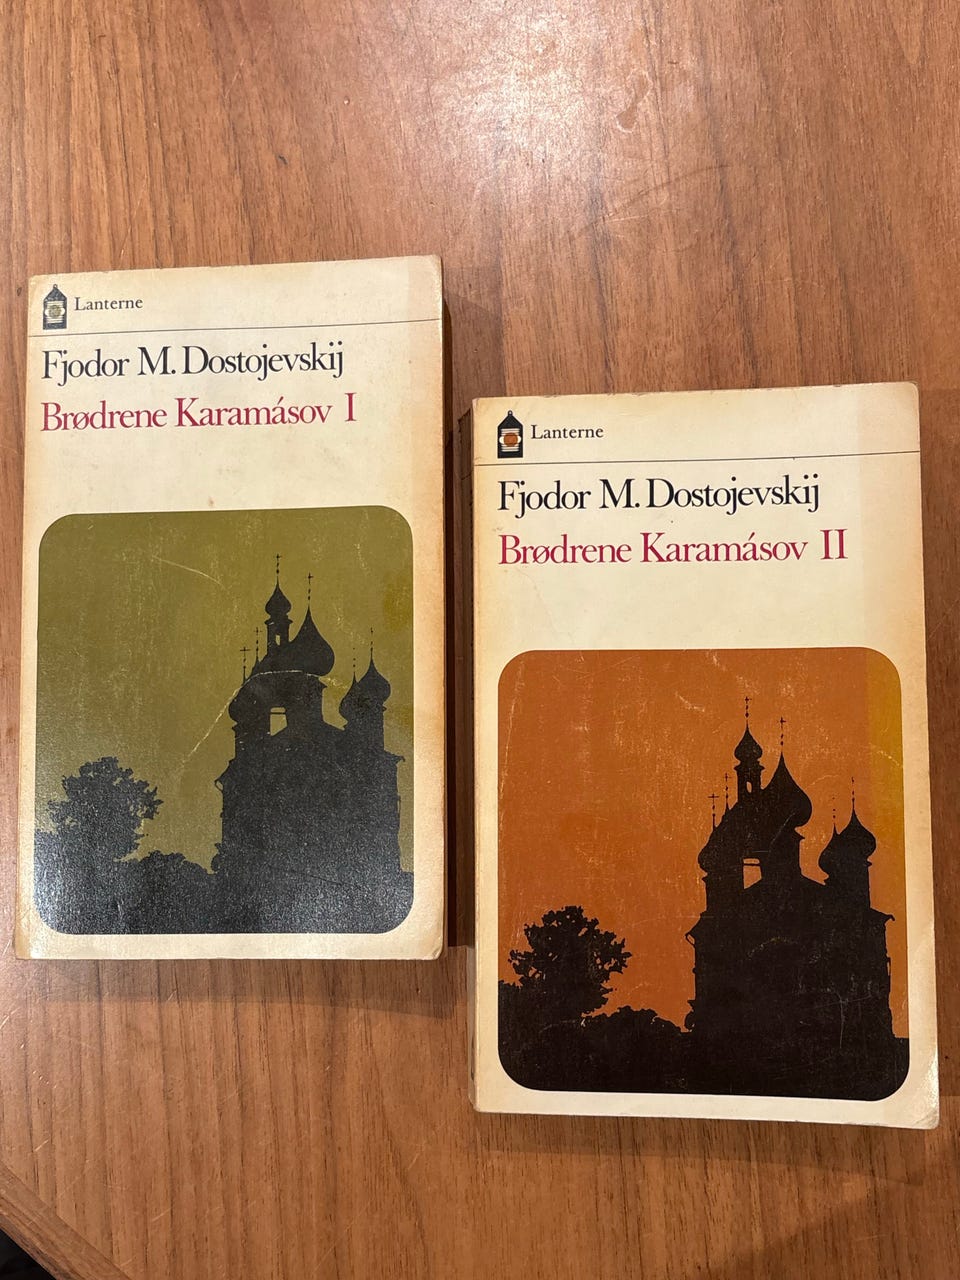 Lanterne
Fjodor M. Dostojevskij
Brødrene Karamásov I
Lanterne
Fjodor M. Dostojevskij
Brødrene Karamásov II